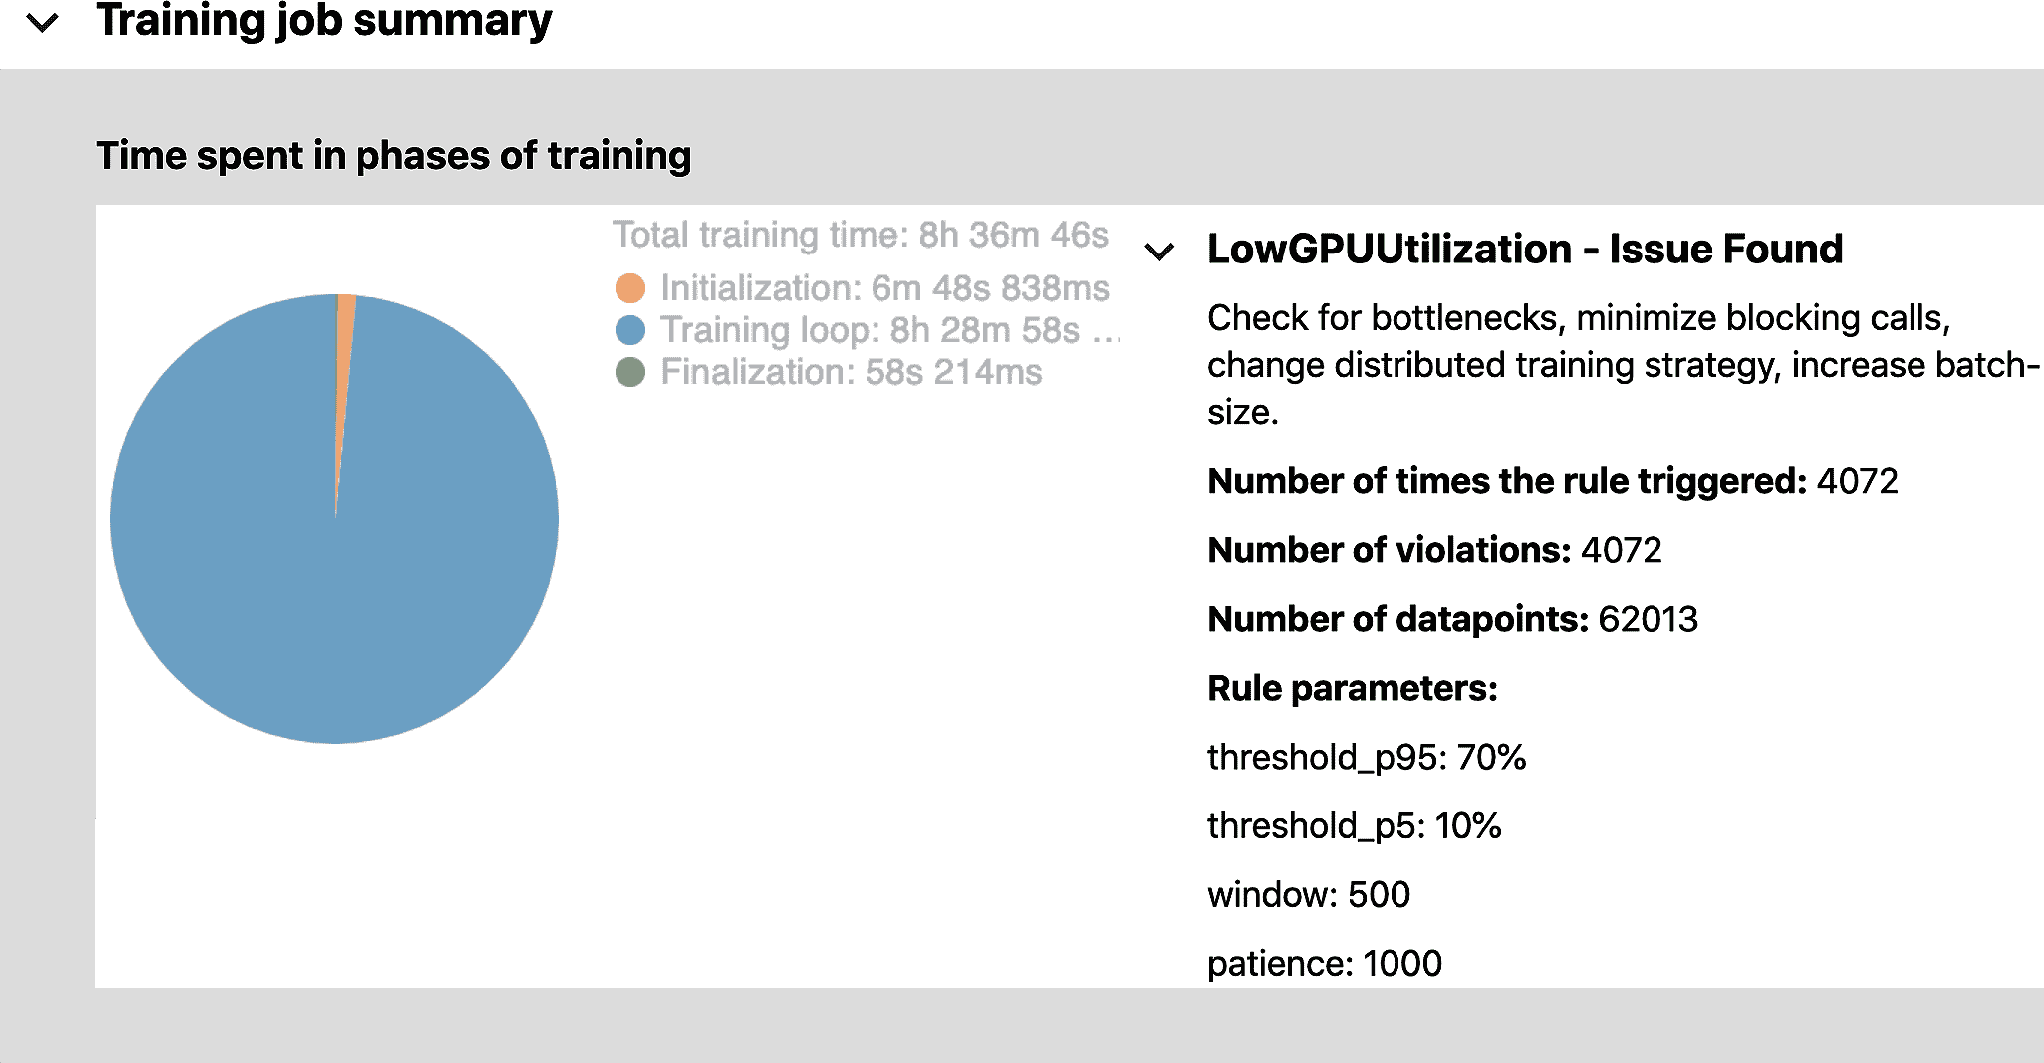 Training job summary
Time spent in phases of training
Total training time: 8h 36m 46s
Initialization: 6m 48s 838ms
Training loop: 8h 28m 58s ...
Finalization: 58s 214ms
LowGPUUtilization - Issue Found
Check for bottlenecks, minimize blocking calls,
change distributed training strategy, increase batch-
size.
Number of times the rule triggered: 4072
Number of violations: 4072
Number of datapoints: 62013
Rule parameters:
threshold_p95: 70%
threshold_p5: 10%
window: 500
patience: 1000